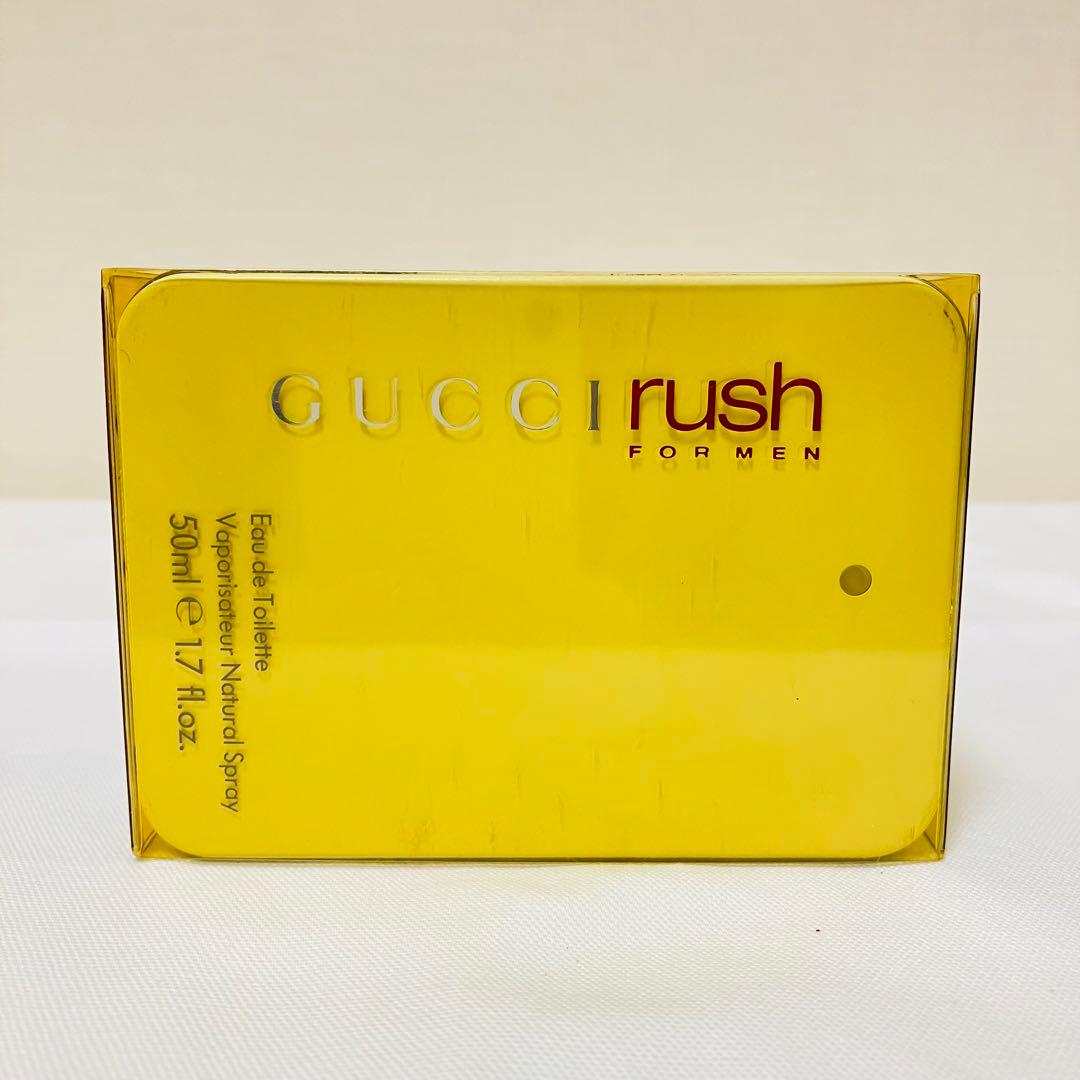 GUCCI rush
FOR MEN
Eau de Toilette
Vaporisateur Natural Spray
50ml e 1.7 fl.oz.